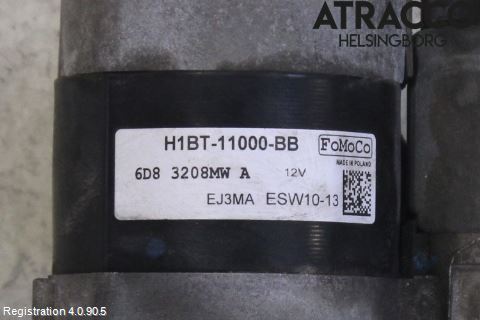 ATRACCO
HELSINGBORG
H1BT-11000-BB
FoMoCo
MADE IN POLAND
6D8 3208MW A
12V
EJ3MA ESW10-13
Registration 4.0.90.5